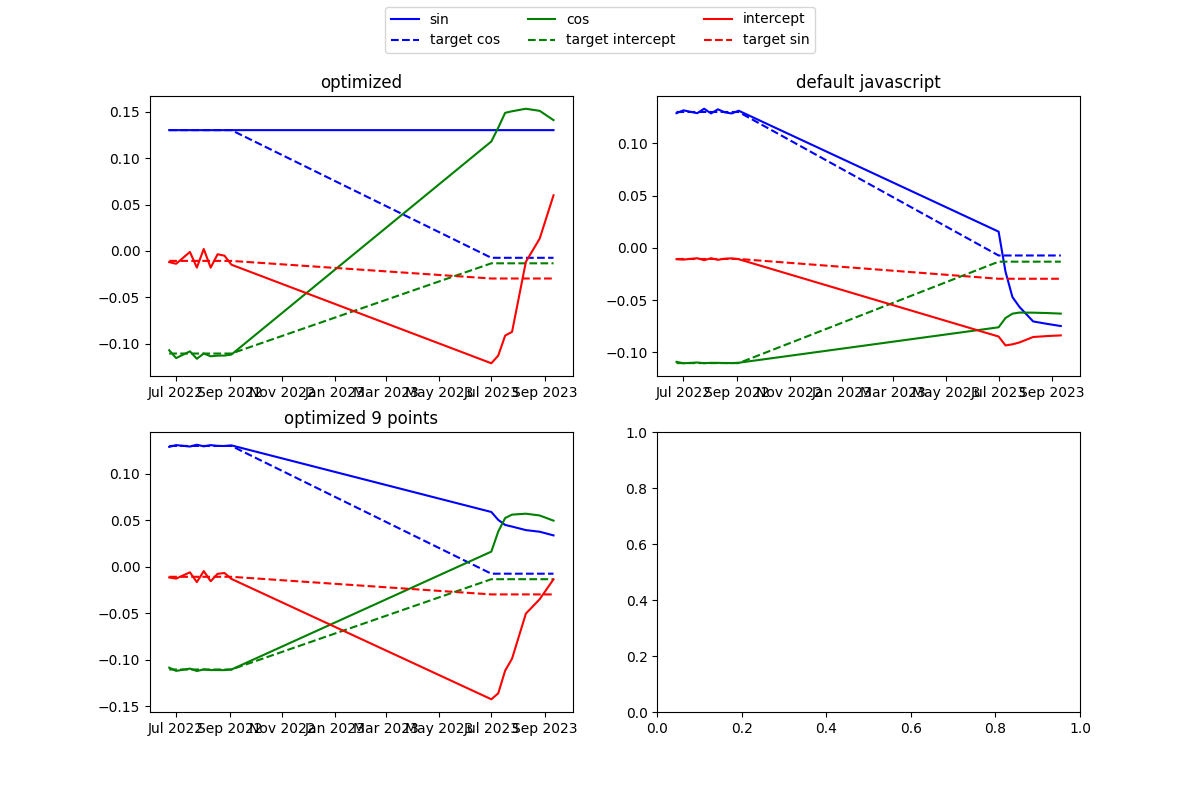 sin cos intercept
target cos target intercept target sin
optimized
0.15
0.10
0.05
0.00
−0.05
−0.10
Jul 2022 Sep 2022 Nov 2022 Jan 2023 Mar 2023 May 2023 Jul 2023 Sep 2023
default javascript
0.10
0.05
0.00
−0.05
−0.10
Jul 2022 Sep 2022 Nov 2022 Jan 2023 Mar 2023 May 2023 Jul 2023 Sep 2023
optimized 9 points
0.10
0.05
0.00
−0.05
−0.10
−0.15
Jul 2022 Sep 2022 Nov 2022 Jan 2023 Mar 2023 May 2023 Jul 2023 Sep 2023
1.0
0.8
0.6
0.4
0.2
0.0
0.0 0.2 0.4 0.6 0.8 1.0